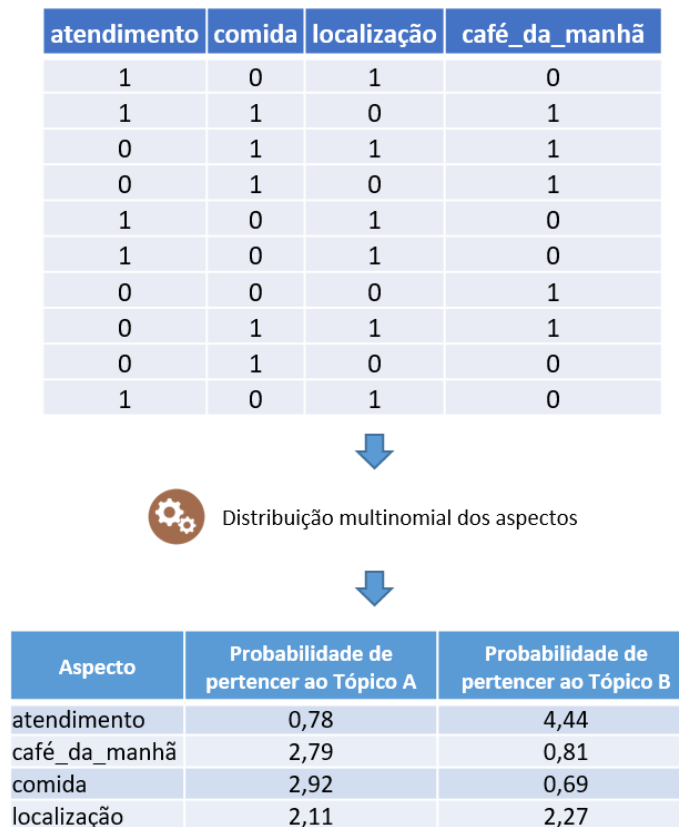 atendimento comida localização café_da_manhã
1 0 1 0
1 1 0 1
0 1 1 1
0 1 0 1
1 0 1 0
1 0 1 0
0 0 0 1
0 1 1 1
0 1 0 0
1 0 1 0
Distribuição multinomial dos aspectos
Aspecto Probabilidade de pertencer ao Tópico A Probabilidade de pertencer ao Tópico B
atendimento 0,78 4,44
café_da_manhã 2,79 0,81
comida 2,92 0,69
localização 2,11 2,27